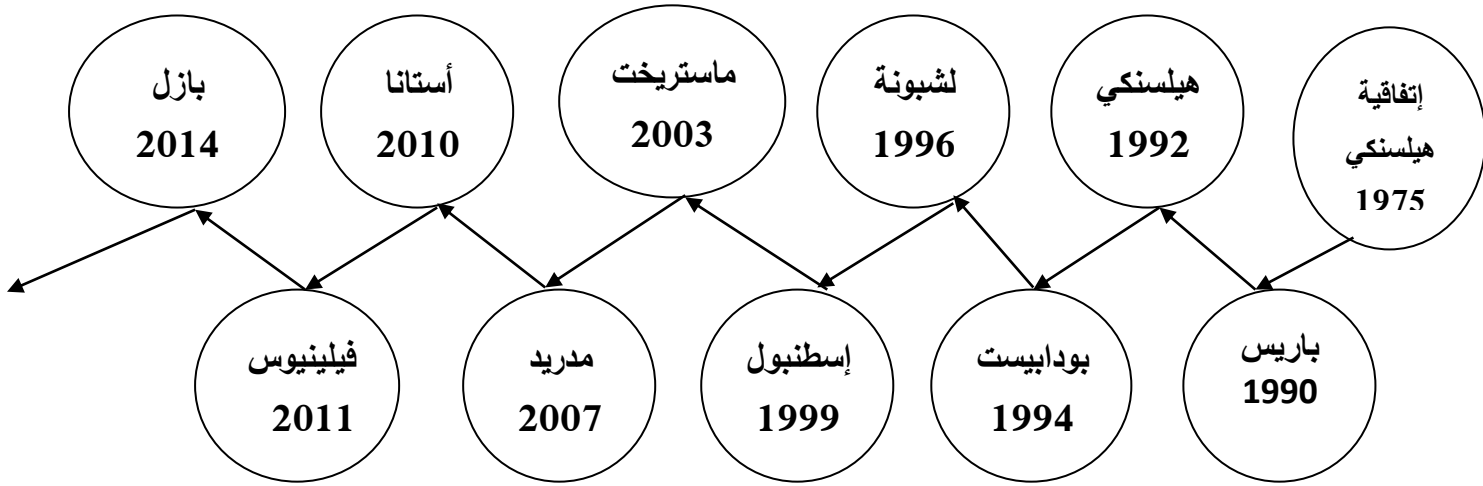 إتفاقية
هيلسنكي
1975
باريس
1990
هيلسنكي
1992
بودابيست
1994
لشبونة
1996
إسطنبول
1999
ماستريخت
2003
مدريد
2007
أستانا
2010
فيلينيوس
2011
بازل
2014